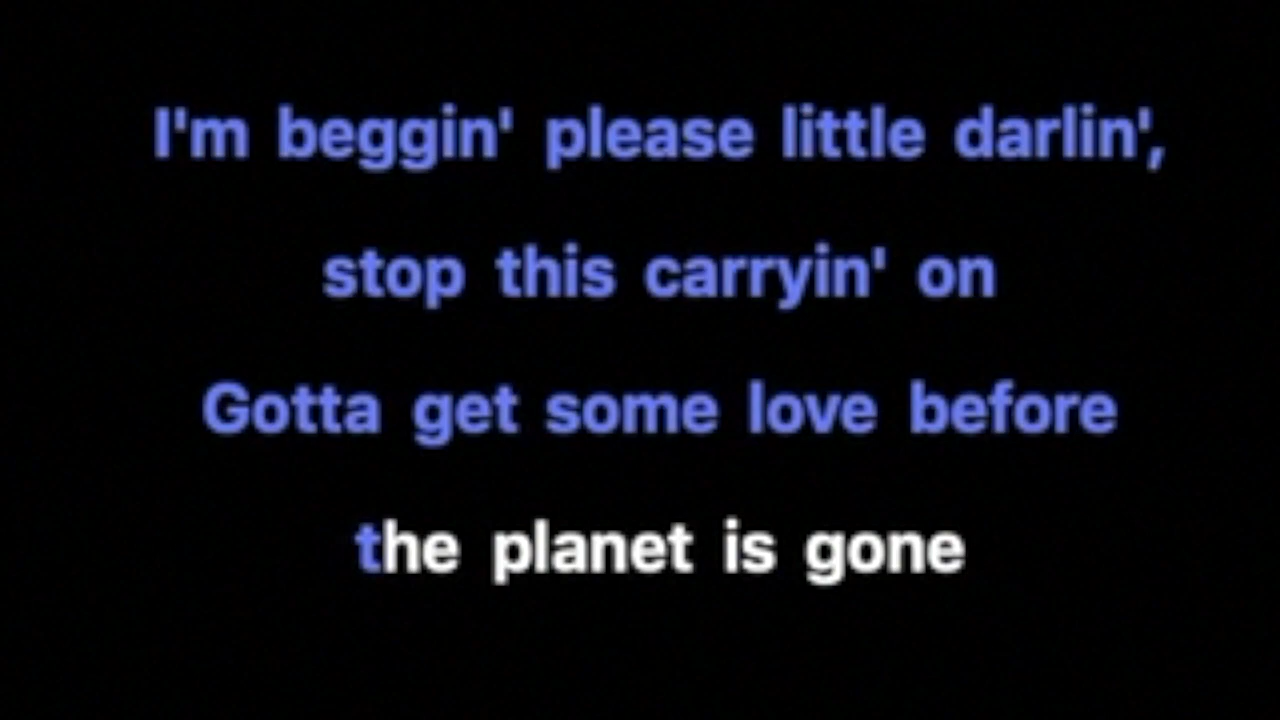 I'm beggin' please little darlin',
stop this carryin' on
Gotta get some love before
the planet is gone